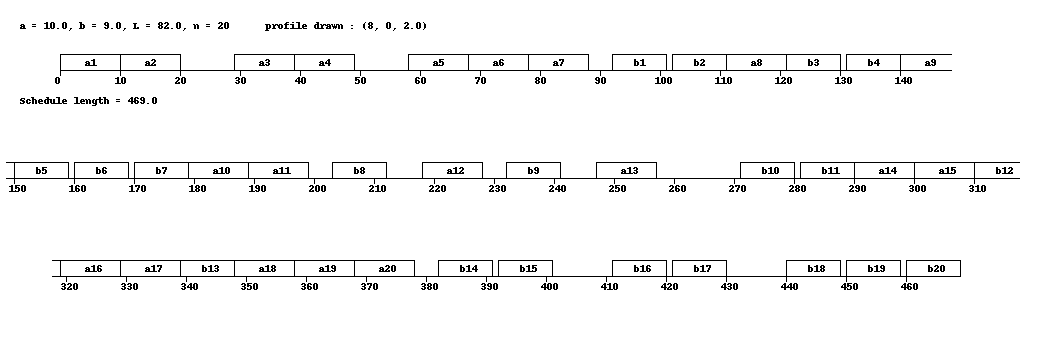 a = 10.0, b = 9.0, L = 82.0, n = 20 profile drawn : (8, 0, 2.0)
a1 a2 a3 a4 a5 a6 a7 b1 b2 a8 b3 b4 a9
0 10 20 30 40 50 60 70 80 90 100 110 120 130 140
Schedule length = 469.0
b5 b6 b7 a10 a11 b8 a12 b9 a13 b10 b11 a14 a15 b12
150 160 170 180 190 200 210 220 230 240 250 260 270 280 290 300 310
a16 a17 b13 a18 a19 a20 b14 b15 b16 b17 b18 b19 b20
320 330 340 350 360 370 380 390 400 410 420 430 440 450 460